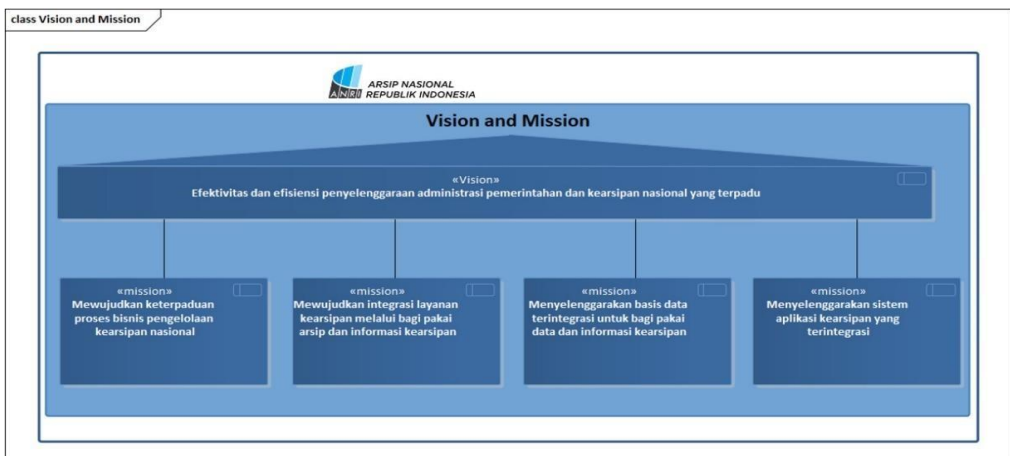 class Vision and Mission
ARSIP NASIONAL
ANRI REPUBLIK INDONESIA
Vision and Mission
«Vision»
Efektivitas dan efisiensi penyelenggaraan administrasi pemerintahan dan kearsipan nasional yang terpadu
«mission»
Mewujudkan keterpaduan
proses bisnis pengelolaan
kearsipan nasional
«mission»
Mewujudkan integrasi layanan
kearsipan melalui bagi pakai
arsip dan informasi kearsipan
«mission»
Menyelenggarakan basis data
terintegrasi untuk bagi pakai
data dan informasi kearsipan
«mission»
Menyelenggarakan sistem
aplikasi kearsipan yang
terintegrasi